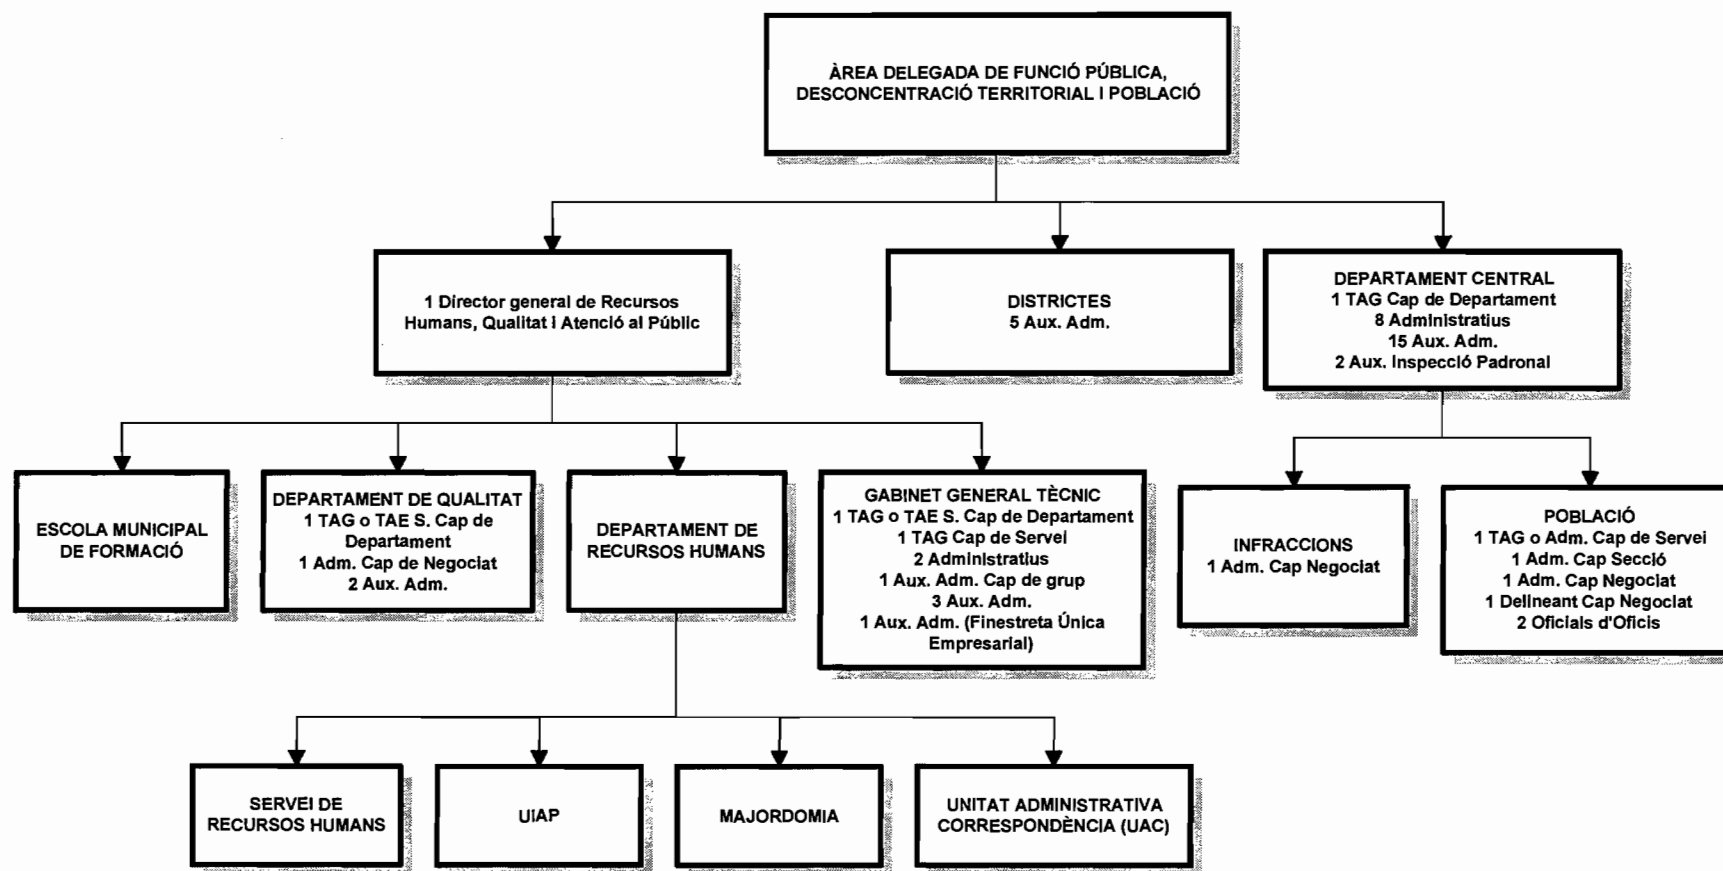 ÀREA DELEGADA DE FUNCIÓ PÚBLICA,
DESCONCENTRACIÓ TERRITORIAL I POBLACIÓ
1 Director general de Recursos
Humans, Qualitat i Atenció al Públic
DISTRICTES
5 Aux. Adm.
DEPARTAMENT CENTRAL
1 TAG Cap de Departament
8 Administratius
15 Aux. Adm.
2 Aux. Inspecció Padronal
ESCOLA MUNICIPAL
DE FORMACIÓ
DEPARTAMENT DE QUALITAT
1 TAG o TAE S. Cap de
Departament
1 Adm. Cap de Negociat
2 Aux. Adm.
DEPARTAMENT DE
RECURSOS HUMANS
GABINET GENERAL TÈCNIC
1 TAG o TAE S. Cap de Departament
1 TAG Cap de Servei
2 Administratius
1 Aux. Adm. Cap de grup
3 Aux. Adm.
1 Aux. Adm. (Finestreta Única
Empresarial)
INFRACCIONS
1 Adm. Cap Negociat
POBLACIÓ
1 TAG o Adm. Cap de Servei
1 Adm. Cap Secció
1 Adm. Cap Negociat
1 Delineant Cap Negociat
2 Oficials d'Oficis
SERVEI DE
RECURSOS HUMANS
UIAP
MAJORDOMIA
UNITAT ADMINISTRATIVA
CORRESPONDÈNCIA (UAC)